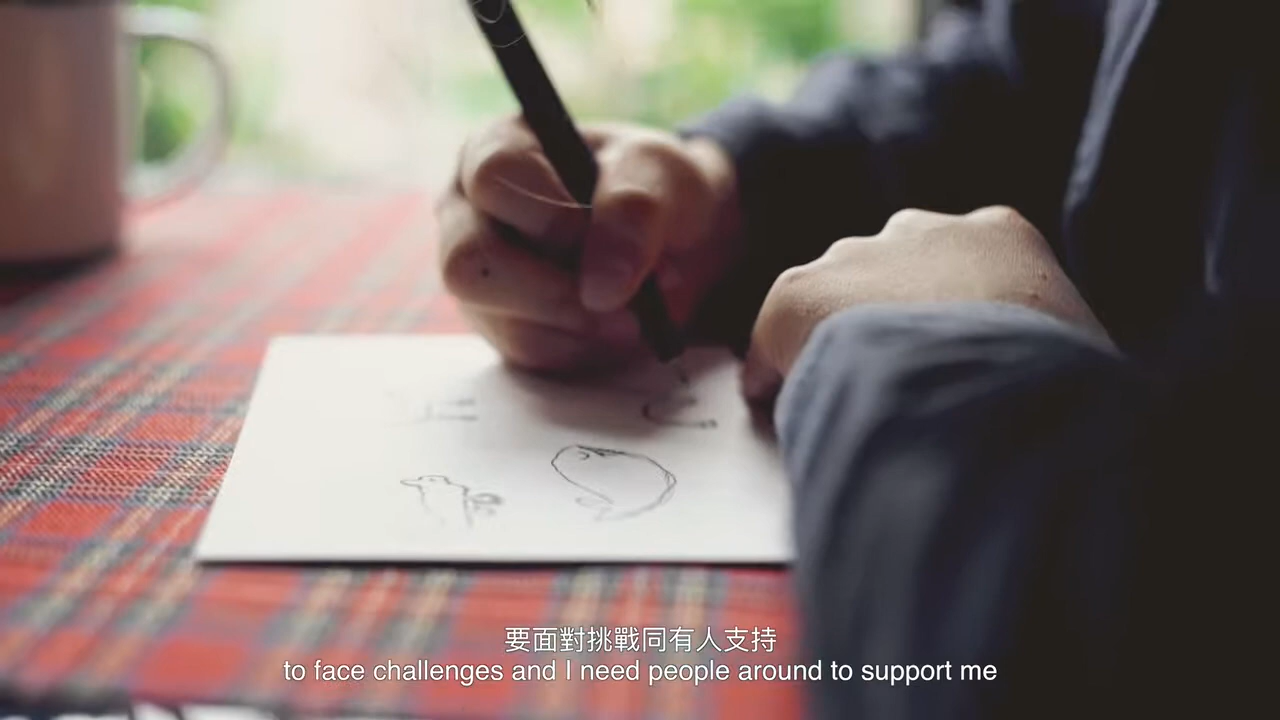 要面對挑戰同有人支持
to face challenges and I need people around to support me